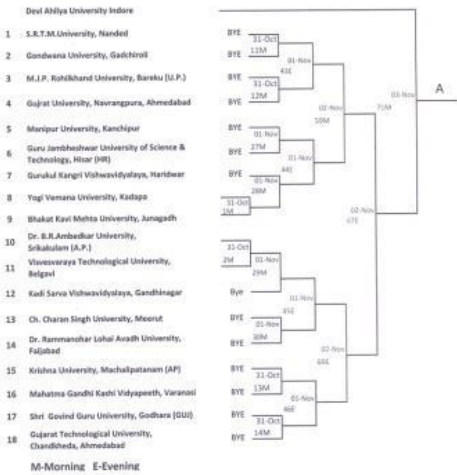 Devi Ahilya University Indore
1 S.R.T.M.University, Nanded BYE
31-Oct
11M
2 Gondwana University, Gadchiroli BYE
01-Nov
43E
3 M.J.P. Rohilkhand University, Bareku (U.P.) BYE
31-Oct
12M
4 Gujrat University, Navrangpura, Ahmedabad BYE
02-Nov
59M
03-Nov
71M
A
5 Manipur University, Kanchipur BYE
01-Nov
27M
6 Guru Jambheshwar University of Science &
Technology, Hisar (HR) BYE
01-Nov
44E
7 Gurukul Kangri Vishwavidyalaya, Haridwar BYE
01-Nov
28M
8 Yogi Vemana University, Kadapa
31-Oct
1M
9 Bhakat Kavi Mehta University, Junagadh
02-Nov
67E
10 Dr. B.R.Ambedkar University,
Srikakulam (A.P.)
31-Oct
2M
11 Visvesvaraya Technological University,
Belgavi
01-Nov
29M
12 Kadi Sarva Vishwavidyalaya, Gandhinagar Bye
01-Nov
45E
13 Ch. Charan Singh University, Meerut BYE
01-Nov
30M
14 Dr. Rammanohar Lohai Avadh University,
Faijabad BYE
02-Nov
60E
15 Krishna University, Machalipatanam (AP) BYE
31-Oct
13M
16 Mahatma Gandhi Kashi Vidyapeeth, Varanasi BYE
01-Nov
46E
17 Shri Govind Guru University, Godhara (GUJ) BYE
31-Oct
14M
18 Gujarat Technological University,
Chandkheda, Ahmedabad BYE
M-Morning E-Evening